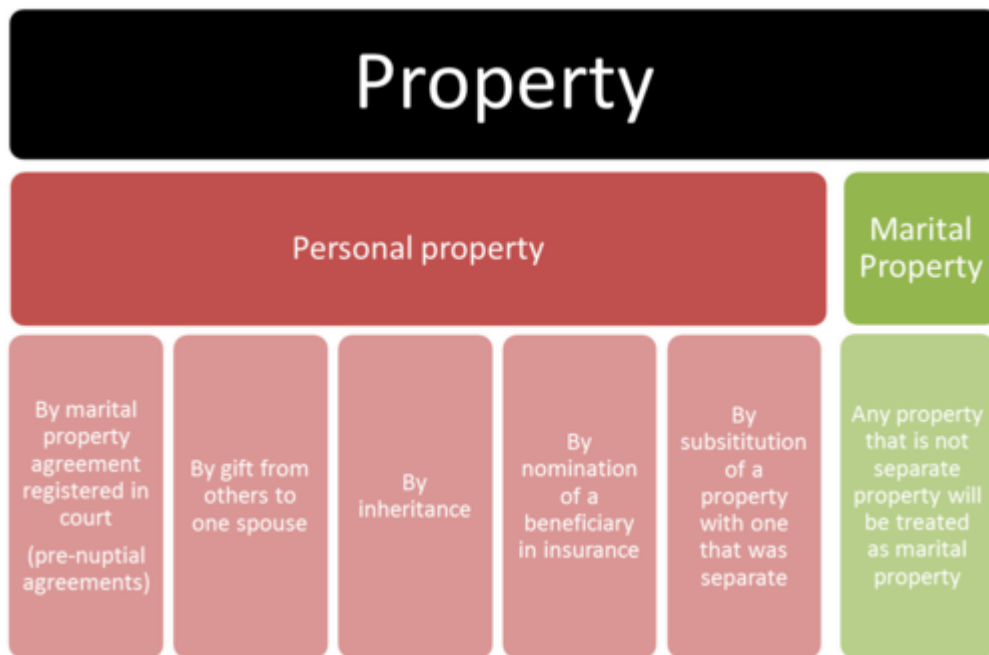 Property
Personal property
Marital
Property
By marital
property
agreement
registered in
court
(pre-nuptial
agreements)
By gift from
others to
one spouse
By
inheritance
By
nomination
of a
beneficiary
in insurance
By
subsititution
of a
property
with one
that was
separate
Any property
that is not
separate
property will
be treated
as marital
property